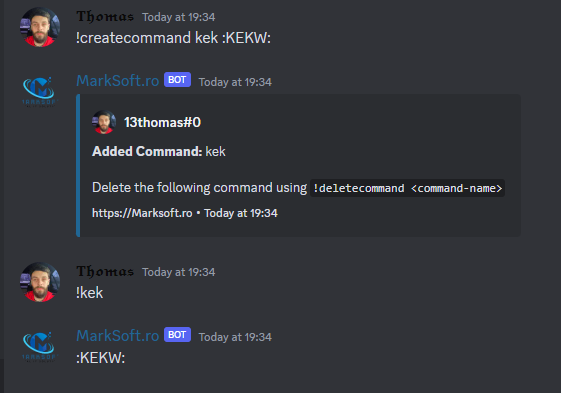 Thomas Today at 19:34
!createcommand kek :KEKW:
MarkSoft.ro BOT Today at 19:34
13thomas#0
Added Command: kek
Delete the following command using !deletecommand <command-name>
https://Marksoft.ro • Today at 19:34
Thomas Today at 19:34
!kek
MarkSoft.ro BOT Today at 19:34
:KEKW: